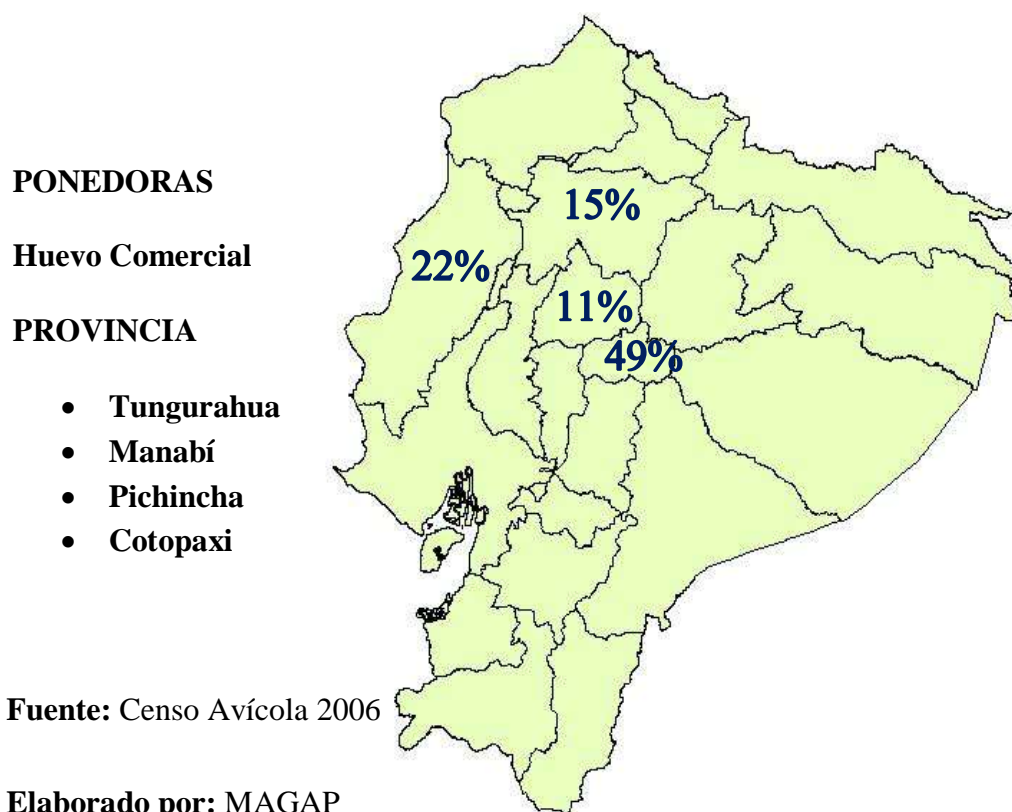 PONEDORAS
Huevo Comercial
PROVINCIA
• Tungurahua
• Manabí
• Pichincha
• Cotopaxi
Fuente: Censo Avícola 2006
Elaborado por: MAGAP
15%
22%
11%
49%